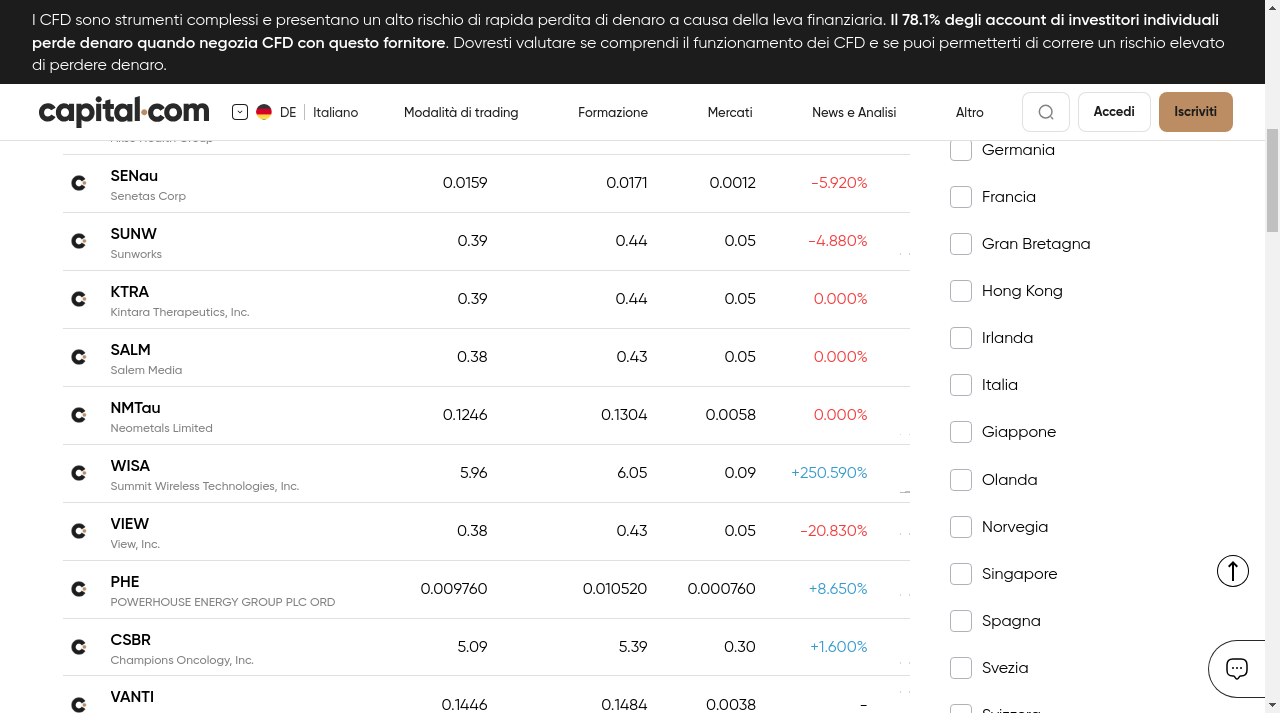 I CFD sono strumenti complessi e presentano un alto rischio di rapida perdita di denaro a causa della leva finanziaria. Il 78.1% degli account di investitori individuali
perde denaro quando negozia CFD con questo fornitore. Dovresti valutare se comprendi il funzionamento dei CFD e se puoi permetterti di correre un rischio elevato
di perdere denaro.
capital.com DE Italiano Modalità di trading Formazione Mercati News e Analisi Altro Accedi Iscriviti
SENau 0.0159 0.0171 0.0012 -5.920%
Senetas Corp
SUNW 0.39 0.44 0.05 -4.880%
Sunworks
KTRA 0.39 0.44 0.05 0.000%
Kintara Therapeutics, Inc.
SALM 0.38 0.43 0.05 0.000%
Salem Media
NMTau 0.1246 0.1304 0.0058 0.000%
Neometals Limited
WISA 5.96 6.05 0.09 +250.590%
Summit Wireless Technologies, Inc.
VIEW 0.38 0.43 0.05 -20.830%
View, Inc.
PHE 0.009760 0.010520 0.000760 +8.650%
POWERHOUSE ENERGY GROUP PLC ORD
CSBR 5.09 5.39 0.30 +1.600%
Champions Oncology, Inc.
VANTI 0.1446 0.1484 0.0038 -
Germania
Francia
Gran Bretagna
Hong Kong
Irlanda
Italia
Giappone
Olanda
Norvegia
Singapore
Spagna
Svezia